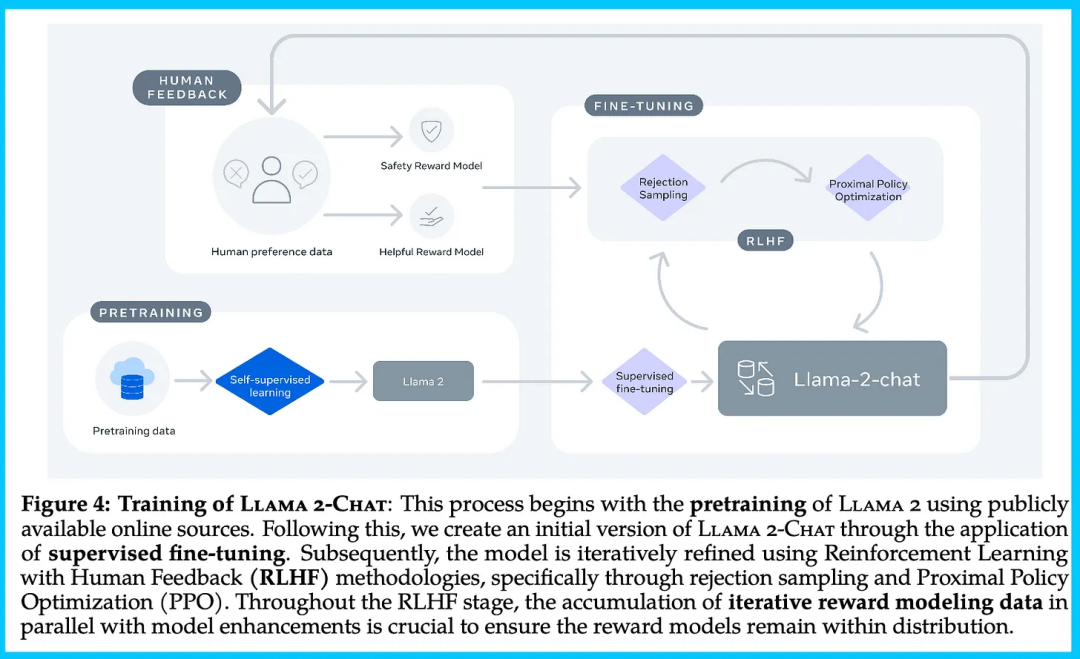 HUMAN
FEEDBACK
Human preference data
Safety Reward Model
Helpful Reward Model
FINE-TUNING
Rejection
Sampling
Proximal Policy
Optimization
RLHF
PRETRAINING
Pretraining data
Self-supervised
learning
Llama 2
Supervised
fine-tuning
Llama-2-chat
Figure 4: Training of LLAMA 2-CHAT: This process begins with the pretraining of LLAMA 2 using publicly
available online sources. Following this, we create an initial version of LLAMA 2-CHAT through the application
of supervised fine-tuning. Subsequently, the model is iteratively refined using Reinforcement Learning
with Human Feedback (RLHF) methodologies, specifically through rejection sampling and Proximal Policy
Optimization (PPO). Throughout the RLHF stage, the accumulation of iterative reward modeling data in
parallel with model enhancements is crucial to ensure the reward models remain within distribution.